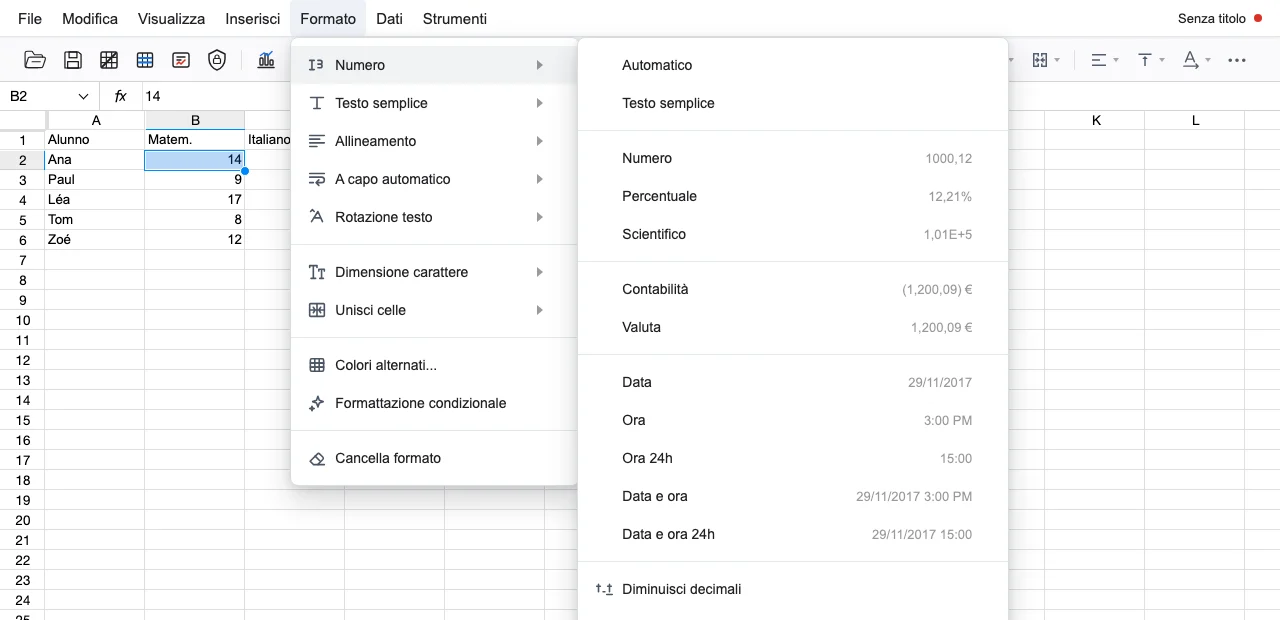 File Modifica Visualizza Inserisci Formato Dati Strumenti Senza titolo
B2 fx 14
A B K L
1 Alunno Matem. Italiano
2 Ana 14
3 Paul 9
4 Léa 17
5 Tom 8
6 Zoé 12
7
8
9
10
11
12
13
14
15
16
17
18
19
20
21
22
23
24
25
Numero
Testo semplice
Allineamento
A capo automatico
Rotazione testo
Dimensione carattere
Unisci celle
Colori alternati...
Formattazione condizionale
Cancella formato
Automatico
Testo semplice
Numero 1000,12
Percentuale 12,21%
Scientifico 1,01E+5
Contabilità (1,200,09) €
Valuta 1,200,09 €
Data 29/11/2017
Ora 3:00 PM
Ora 24h 15:00
Data e ora 29/11/2017 3:00 PM
Data e ora 24h 29/11/2017 15:00
Diminuisci decimali